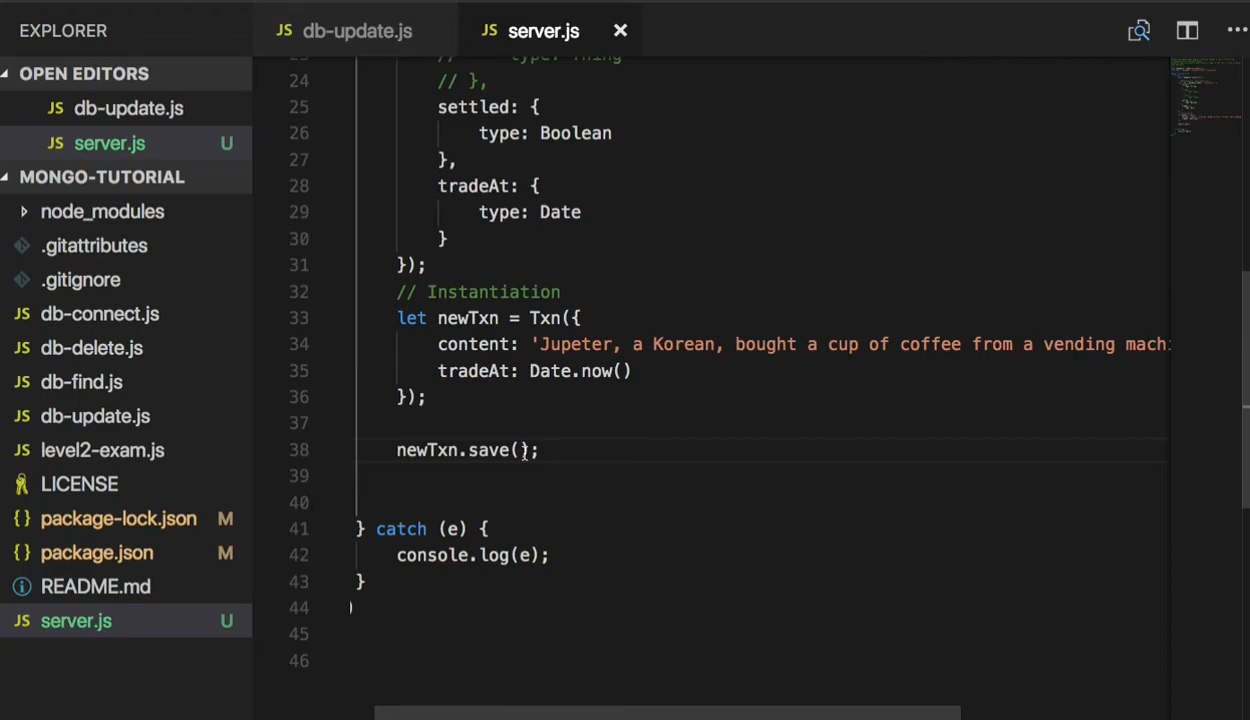 EXPLORER
JS db-update.js
JS server.js
OPEN EDITORS
JS db-update.js
JS server.js U
MONGO-TUTORIAL
node_modules
.gitattributes
.gitignore
JS db-connect.js
JS db-delete.js
JS db-find.js
JS db-update.js
JS level2-exam.js
LICENSE
{} package-lock.json M
{} package.json M
README.md
JS server.js U
23 // type: Thing
24 // },
25 settled: {
26 type: Boolean
27 },
28 tradeAt: {
29 type: Date
30 }
31 });
32 // Instantiation
33 let newTxn = Txn({
34 content: 'Jupeter, a Korean, bought a cup of coffee from a vending machi
35 tradeAt: Date.now()
36 });
37
38 newTxn.save();
39
40
41 } catch (e) {
42 console.log(e);
43 }
44 )
45
46